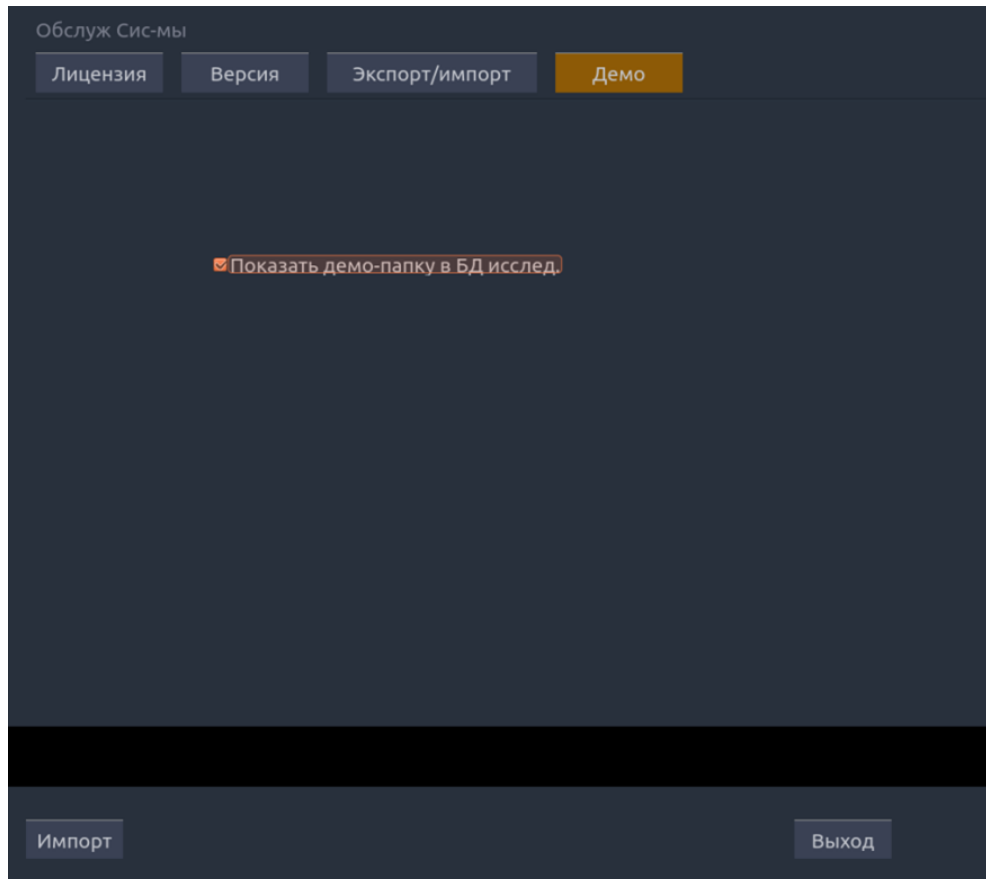 Обслуж Сис-мы
Лицензия Версия Экспорт/импорт Демо
Показать демо-папку в БД исслед.
Импорт Выход